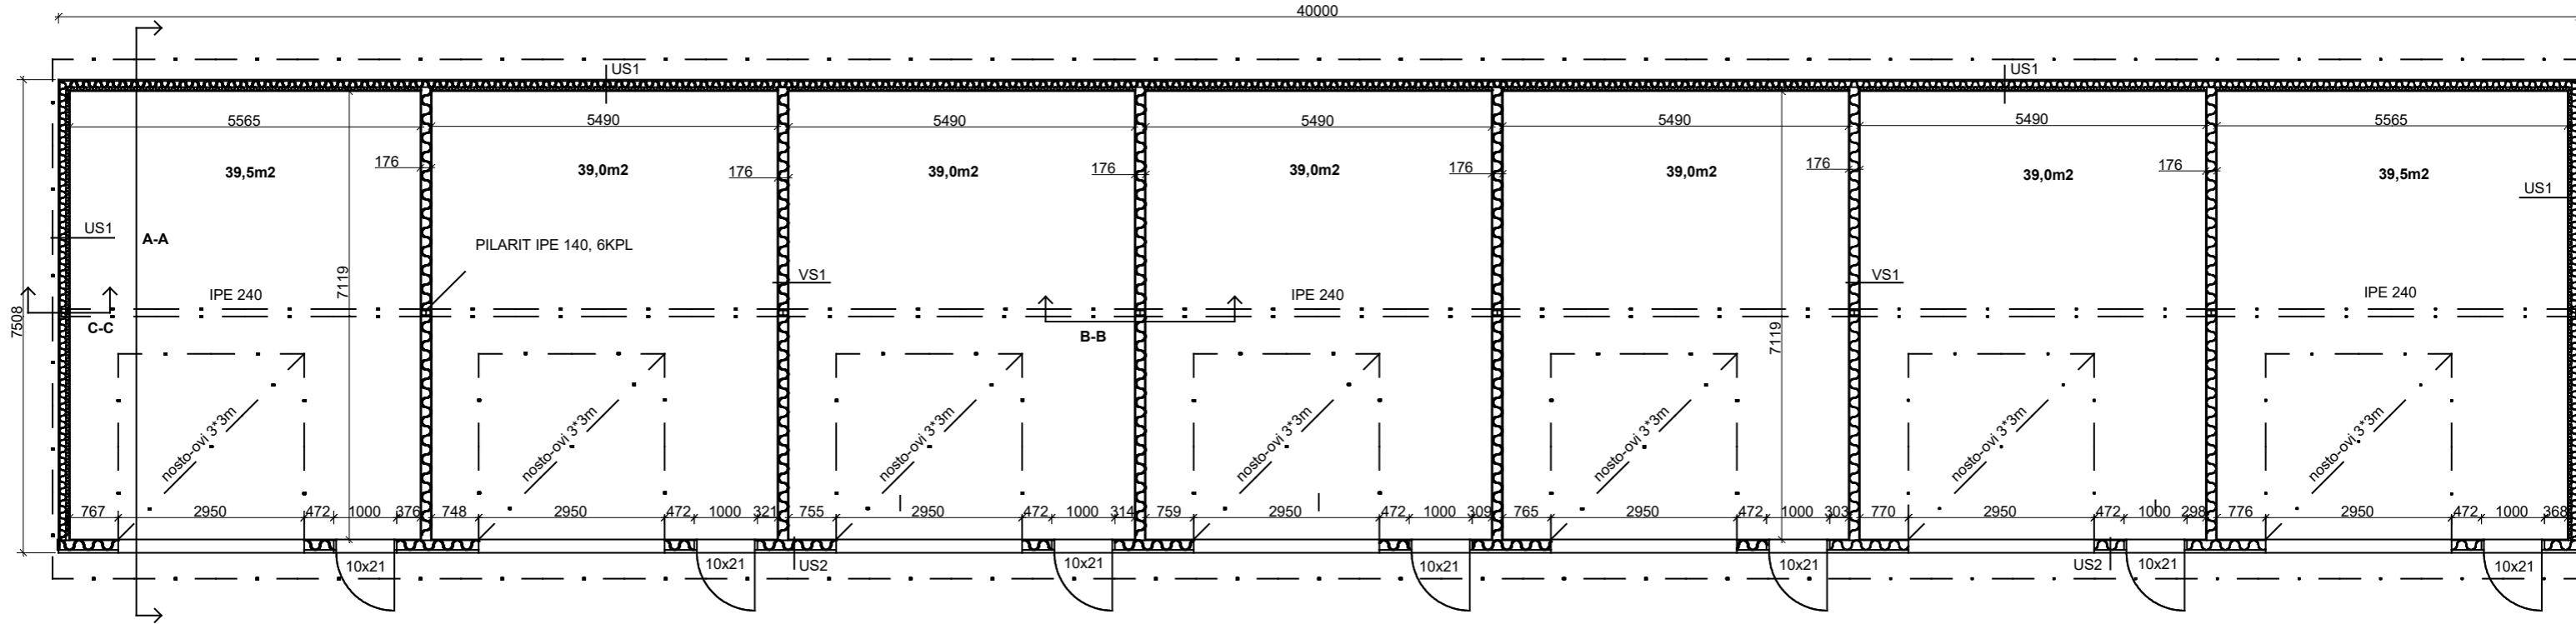 40000
US1 US1
5565 5490 5490 5490 5490 5490 5565
176 176 176 176 176 176
39,5m2 39,0m2 39,0m2 39,0m2 39,0m2 39,0m2 39,5m2
US1
US1 A-A
PILARIT IPE 140, 6KPL
7119
VS1 VS1
IPE 240 IPE 240 IPE 240
7508
C-C B-B
7119
nosto-ovi 3*3m nosto-ovi 3*3m nosto-ovi 3*3m nosto-ovi 3*3m nosto-ovi 3*3m nosto-ovi 3*3m nosto-ovi 3*3m
767 2950 472 1000 376 748 2950 472 1000 321 755 2950 472 1000 314 759 2950 472 1000 309 765 2950 472 1000 303 770 2950 472 1000 298 776 2950 472 1000 368
10x21 10x21 US2 10x21 10x21 10x21 US2 10x21 10x21